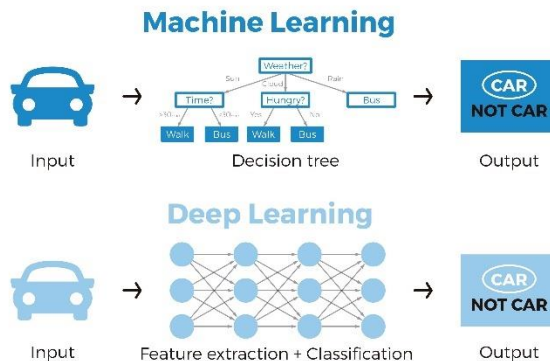 Machine Learning
Weather?
Sun Cloud Rain
Time? Hungry? Bus
Yes No
Walk Bus Walk Bus
Input Decision tree Output
CAR
NOT CAR
Deep Learning
CAR
NOT CAR
Input Feature extraction + Classification Output